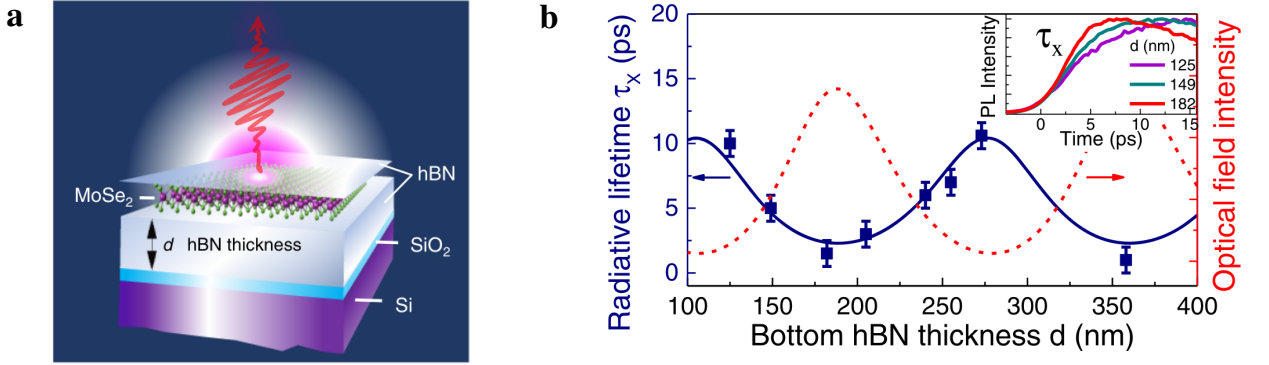 a
MoSe₂
d hBN thickness
hBN
SiO₂
Si
b
Radiative lifetime τₓ (ps)
20
15
10
5
0
100 150 200 250 300 350 400
Bottom hBN thickness d (nm)
Optical field intensity
PL Intensity
τₓ
d (nm)
125
149
182
0 5 10 15
Time (ps)